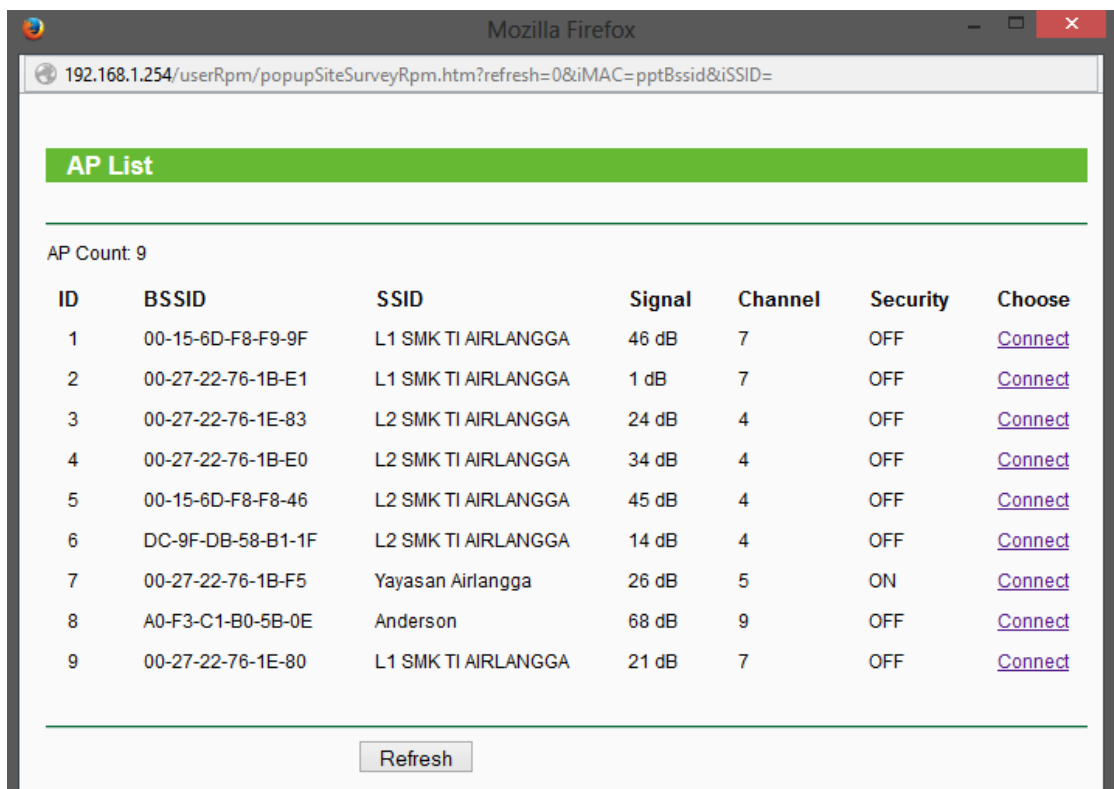 Mozilla Firefox
192.168.1.254/userRpm/popupSiteSurveyRpm.htm?refresh=0&iMAC=pptBssid&iSSID=
AP List
AP Count: 9
ID BSSID SSID Signal Channel Security Choose
1 00-15-6D-F8-F9-9F L1 SMK TI AIRLANGGA 46 dB 7 OFF Connect
2 00-27-22-76-1B-E1 L1 SMK TI AIRLANGGA 1 dB 7 OFF Connect
3 00-27-22-76-1E-83 L2 SMK TI AIRLANGGA 24 dB 4 OFF Connect
4 00-27-22-76-1B-E0 L2 SMK TI AIRLANGGA 34 dB 4 OFF Connect
5 00-15-6D-F8-F8-46 L2 SMK TI AIRLANGGA 45 dB 4 OFF Connect
6 DC-9F-DB-58-B1-1F L2 SMK TI AIRLANGGA 14 dB 4 OFF Connect
7 00-27-22-76-1B-F5 Yayasan Airlangga 26 dB 5 ON Connect
8 A0-F3-C1-B0-5B-0E Anderson 68 dB 9 OFF Connect
9 00-27-22-76-1E-80 L1 SMK TI AIRLANGGA 21 dB 7 OFF Connect
Refresh